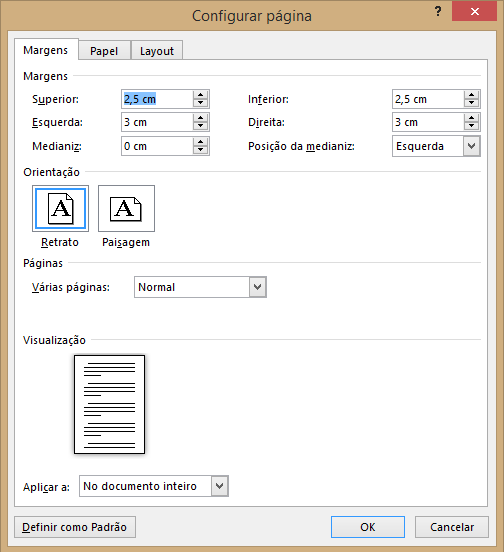 Configurar página
?
Margens Papel Layout
Margens
Superior: 2,5 cm Inferior: 2,5 cm
Esquerda: 3 cm Direita: 3 cm
Medianiz: 0 cm Posição da medianiz: Esquerda
Orientação
A A
Retrato Paisagem
Páginas
Várias páginas: Normal
Visualização
Aplicar a: No documento inteiro
Definir como Padrão OK Cancelar